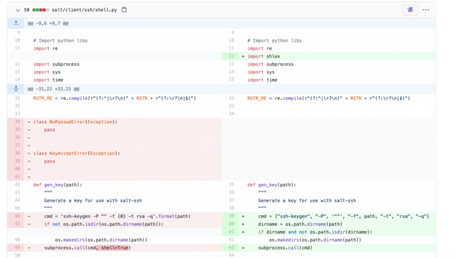 50 salt/client/ssh/shell.py
@@ -9,6 +9,7 @@
9
10 # Import python libs
11 import re
12 import subprocess
13 import sys
14 import time
9
10 # Import python libs
11 import re
12 + import shlex
13 import subprocess
14 import sys
15 import time
@@ -31,22 +32,15 @@
31 RSTR_RE = re.compile(r"(?:^|\r?\n)" + RSTR + r"(?:\r?\n|$)")
32
33
34 - class NoPasswdError(Exception):
35 - pass
36 -
37 -
38 - class KeyAcceptError(Exception):
39 - pass
40 -
41 -
42 def gen_key(path):
43 """
44 Generate a key for use with salt-ssh
45 """
46 - cmd = 'ssh-keygen -P "" -f {0} -t rsa -q'.format(path)
47 - if not os.path.isdir(os.path.dirname(path)):
48 os.makedirs(os.path.dirname(path))
49 - subprocess.call(cmd, shell=True)
RSTR_RE = re.compile(r"(?:^|\r?\n)" + RSTR + r"(?:\r?\n|$)")
35 def gen_key(path):
36 """
37 Generate a key for use with salt-ssh
38 """
39 + cmd = ["ssh-keygen", "-P", '""', "-f", path, "-t", "rsa", "-q"]
40 + dirname = os.path.dirname(path)
41 + if dirname and not os.path.isdir(dirname):
42 os.makedirs(os.path.dirname(path))
43 + subprocess.call(cmd)